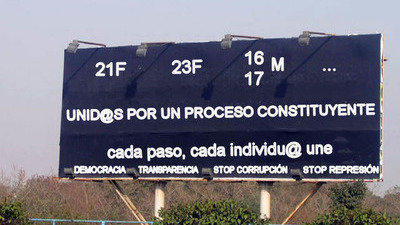 21F 23F 16 17 M ...
UNID@S POR UN PROCESO CONSTITUYENTE
cada paso, cada individu@ une
DEMOCRACIA TRANSPARENCIA STOP CORRUPCIÓN STOP REPRESIÓN